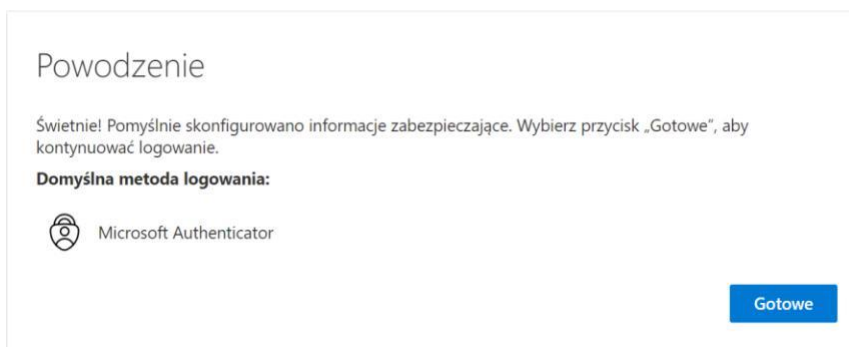 Powodzenie
Świetnie! Pomyślnie skonfigurowano informacje zabezpieczające. Wybierz przycisk „Gotowe”, aby
kontynuować logowanie.
Domyślna metoda logowania:
Microsoft Authenticator
Gotowe